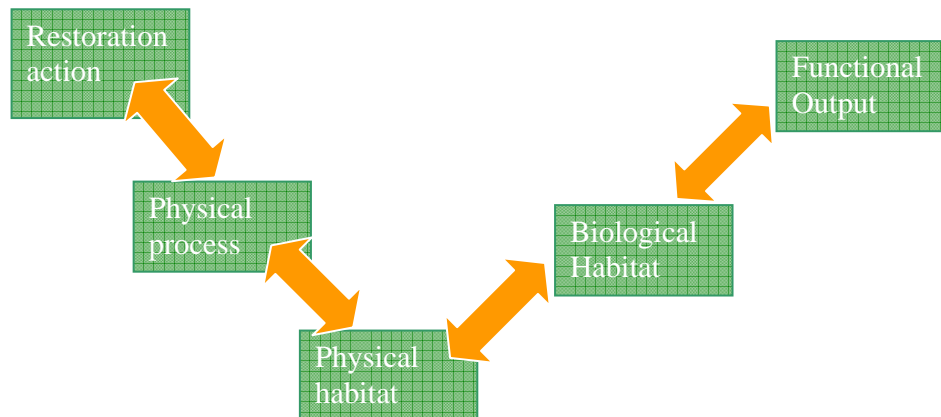 Restoration
action
Physical
process
Physical
habitat
Biological
Habitat
Functional
Output